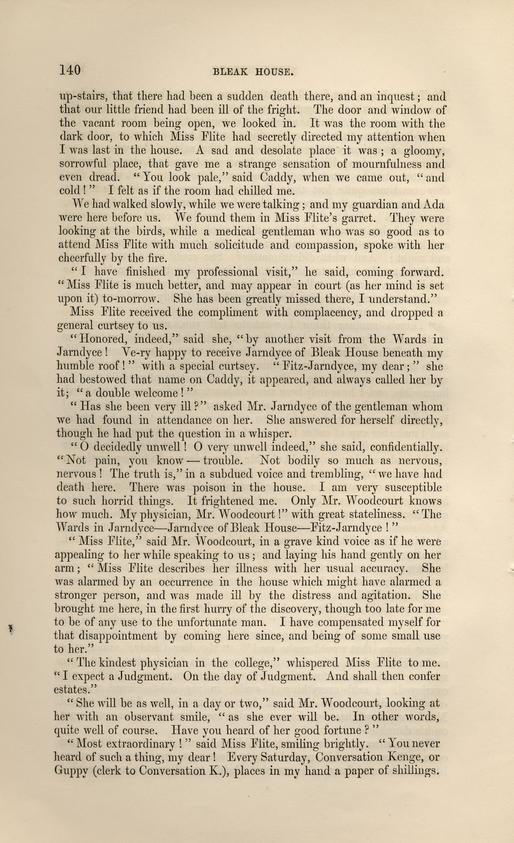 140
BLEAK HOUSE.
up-stairs, that there had been a sudden death there, and an inquest; and
that our little friend had been ill of the fright. The door and window of
the vacant room being open, we looked in. It was the room with the
dark door, to which Miss Flite had secretly directed my attention when
I was last in the house. A sad and desolate place it was; a gloomy,
sorrowful place, that gave me a strange sensation of mournfulness and
even dread. “You look pale,” said Caddy, when we came out, “and
cold!” I felt as if the room had chilled me.
We had walked slowly, while we were talking; and my guardian and Ada
were here before us. We found them in Miss Flite’s garret. They were
looking at the birds, while a medical gentleman who was so good as to
attend Miss Flite with much solicitude and compassion, spoke with her
cheerfully by the fire.
“I have finished my professional visit,” he said, coming forward.
“Miss Flite is much better, and may appear in court (as her mind is set
upon it) to-morrow. She has been greatly missed there, I understand.”
Miss Flite received the compliment with complacency, and dropped a
general curtsey to us.
“Honored, indeed,” said she, “by another visit from the Wards in
Jarndyce! Ve-ry happy to receive Jarndyce of Bleak House beneath my
humble roof!” with a special curtsey. “Fitz-Jarndyce, my dear;” she
had bestowed that name on Caddy, it appeared, and always called her by
it; “a double welcome!”
“Has she been very ill?” asked Mr. Jarndyce of the gentleman whom
we had found in attendance on her. She answered for herself directly,
though he had put the question in a whisper.
“O decidedly unwell! O very unwell indeed,” she said, confidentially.
“Not pain, you know—trouble. Not bodily so much as nervous,
nervous! The truth is,” in a subdued voice and trembling, “we have had
death here. There was poison in the house. I am very susceptible
to such horrid things. It frightened me. Only Mr. Woodcourt knows
how much. My physician, Mr. Woodcourt!” with great stateliness. “The
Wards in Jarndyce—Jarndyce of Bleak House—Fitz-Jarndyce!”
“Miss Flite,” said Mr. Woodcourt, in a grave kind voice as if he were
appealing to her while speaking to us; and laying his hand gently on her
arm; “Miss Flite describes her illness with her usual accuracy. She
was alarmed by an occurrence in the house which might have alarmed a
stronger person, and was made ill by the distress and agitation. She
brought me here, in the first hurry of the discovery, though too late for me
to be of any use to the unfortunate man. I have compensated myself for
that disappointment by coming here since, and being of some small use
to her.”
“The kindest physician in the college,” whispered Miss Flite to me.
“I expect a Judgment. On the day of Judgment. And shall then confer
estates.”
“She will be as well, in a day or two,” said Mr. Woodcourt, looking at
her with an observant smile, “as she ever will be. In other words,
quite well of course. Have you heard of her good fortune?”
“Most extraordinary!” said Miss Flite, smiling brightly. “You never
heard of such a thing, my dear! Every Saturday, Conversation Kenge, or
Guppy (clerk to Conversation K.), places in my hand a paper of shillings.